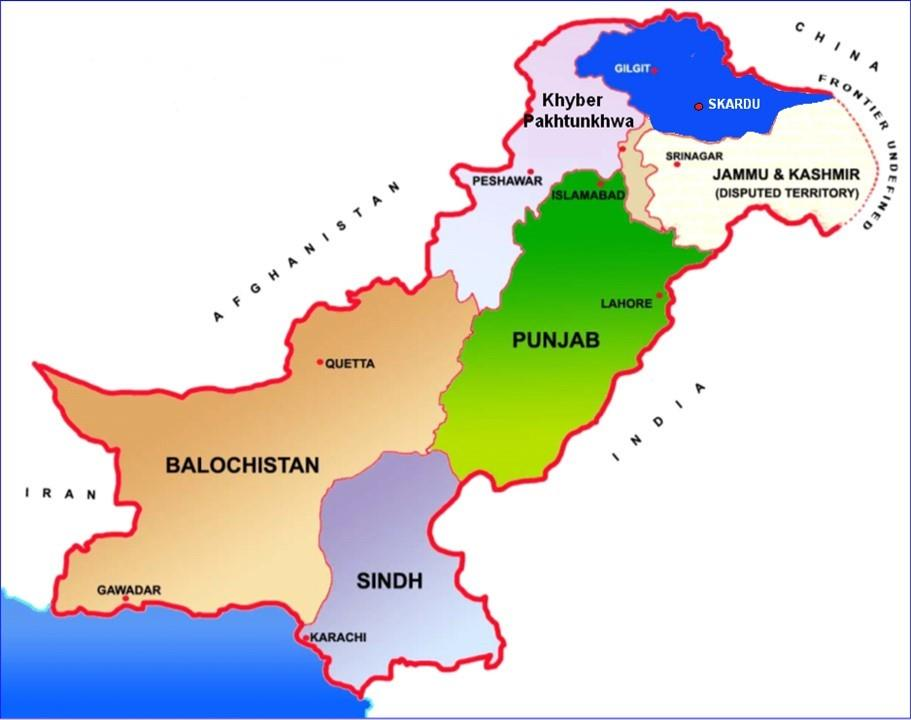 CHINA
FRONTIER UNDEFINED
GILGIT
SKARDU
Khyber
Pakhtunkhwa
SRINAGAR
JAMMU & KASHMIR
(DISPUTED TERRITORY)
PESHAWAR
ISLAMABAD
AFGHANISTAN
LAHORE
PUNJAB
QUETTA
INDIA
BALOCHISTAN
IRAN
SINDH
GAWADAR
KARACHI